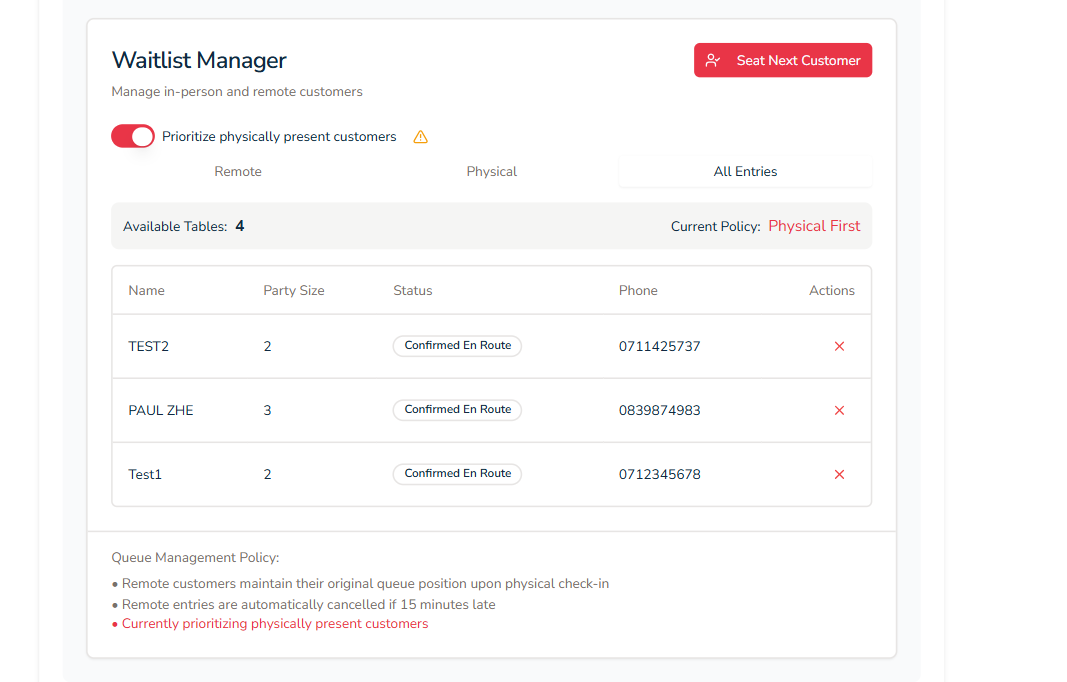 Waitlist Manager
Seat Next Customer
Manage in-person and remote customers
Prioritize physically present customers
Remote Physical All Entries
Available Tables: 4 Current Policy: Physical First
Name Party Size Status Phone Actions
TEST2 2 Confirmed En Route 0711425737
PAUL ZHE 3 Confirmed En Route 0839874983
Test1 2 Confirmed En Route 0712345678
Queue Management Policy:
• Remote customers maintain their original queue position upon physical check-in
• Remote entries are automatically cancelled if 15 minutes late
• Currently prioritizing physically present customers